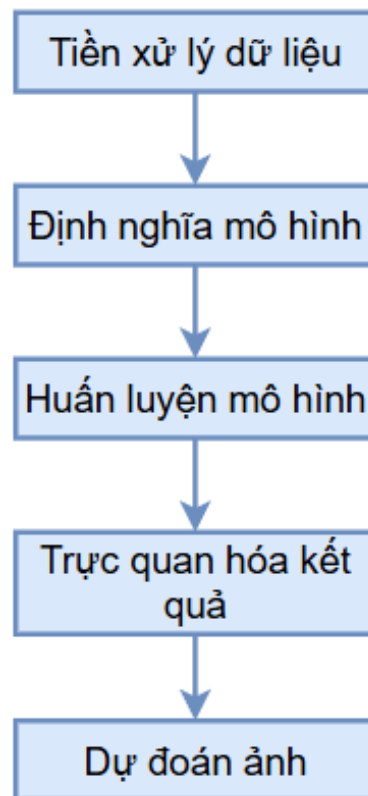 Tiền xử lý dữ liệu
Định nghĩa mô hình
Huấn luyện mô hình
Trực quan hóa kết
quả
Dự đoán ảnh